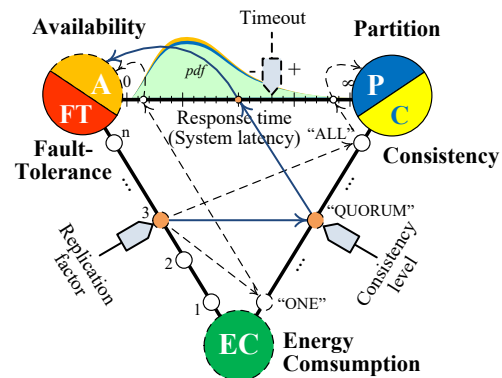 Timeout
Availability
Partition
pdf
- +
0
∞
A
P
FT
C
Response time
(System latency)
n
"ALL"
Fault-
Tolerance
Consistency
...
...
3
"QUORUM"
Replication
factor
Consistency
level
2
...
1
"ONE"
EC
Energy
Comsumption